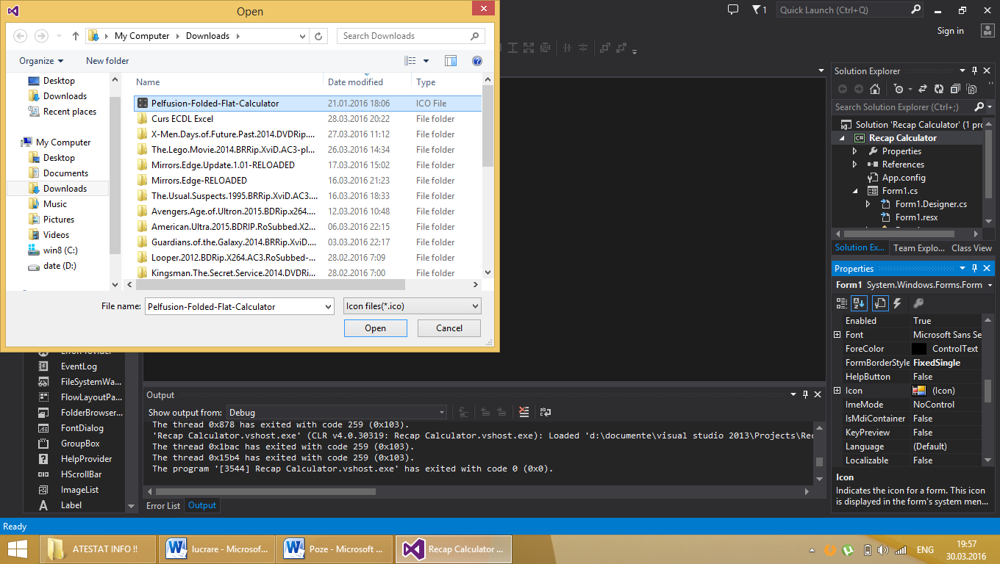 Open
My Computer
Downloads
Search Downloads
Organize
New folder
Desktop
Downloads
Recent places
My Computer
Desktop
Documents
Downloads
Music
Pictures
Videos
win8 (C:)
date (D:)
Name Date modified Type
Pelfusion-Folded-Flat-Calculator 21.01.2016 18:06 ICO File
Curs ECDL Excel 28.03.2016 20:22 File folder
X-Men.Days.of.Future.Past.2014.DVDRip.... 27.03.2016 11:12 File folder
The.Lego.Movie.2014.BRRip.XviD.AC3-pl... 26.03.2016 14:34 File folder
Mirrors.Edge.Update.1.01-RELOADED 17.03.2016 15:02 File folder
Mirrors.Edge-RELOADED 16.03.2016 21:23 File folder
The.Usual.Suspects.1995.BRRip.XviD.AC3.... 16.03.2016 18:33 File folder
Avengers.Age.of.Ultron.2015.BDRip.x264.... 12.03.2016 10:48 File folder
American.Ultra.2015.BDRIP.RoSubbed.X2... 06.03.2016 22:15 File folder
Guardians.of.the.Galaxy.2014.BRRip.XviD.... 03.03.2016 22:17 File folder
Looper.2012.BDRip.X264.AC3.RoSubbed-... 28.02.2016 7:09 File folder
Kingsman.The.Secret.Service.2014.DVDRi... 28.02.2016 7:00 File folder
File name: Pelfusion-Folded-Flat-Calculator
Icon files(*.ico)
Open
Cancel
1
Quick Launch (Ctrl+Q)
Sign in
Solution Explorer
Search Solution Explorer (Ctrl+;)
Solution 'Recap Calculator' (1 pro
C# Recap Calculator
Properties
References
App.config
Form1.cs
Form1.Designer.cs
Form1.resx
Solution Ex... Team Explo... Class View
Properties
Form1 System.Windows.Forms.Form
Enabled True
Font Microsoft Sans Se
ForeColor ControlText
FormBorderStyle FixedSingle
HelpButton False
Icon (Icon)
ImeMode NoControl
IsMdiContainer False
KeyPreview False
Language (Default)
Localizable False
Icon
Indicates the icon for a form. This icon
is displayed in the form's system men...
EventLog
FileSystemWa...
FlowLayoutPa...
FolderBrowser...
FontDialog
GroupBox
HelpProvider
HScrollBar
ImageList
A Label
Output
Show output from: Debug
The thread 0x878 has exited with code 259 (0x103).
'Recap Calculator.vshost.exe' (CLR v4.0.30319: Recap Calculator.vshost.exe): Loaded 'd:\documente\visual studio 2013\Projects\Rec
The thread 0x1bac has exited with code 259 (0x103).
The thread 0x15b4 has exited with code 259 (0x103).
The program '[3544] Recap Calculator.vshost.exe' has exited with code 0 (0x0).
Error List Output
Ready
ATESTAT INFO !!
lucrare - Microsof...
Poze - Microsoft ...
Recap Calculator ...
ENG
19:57
30.03.2016